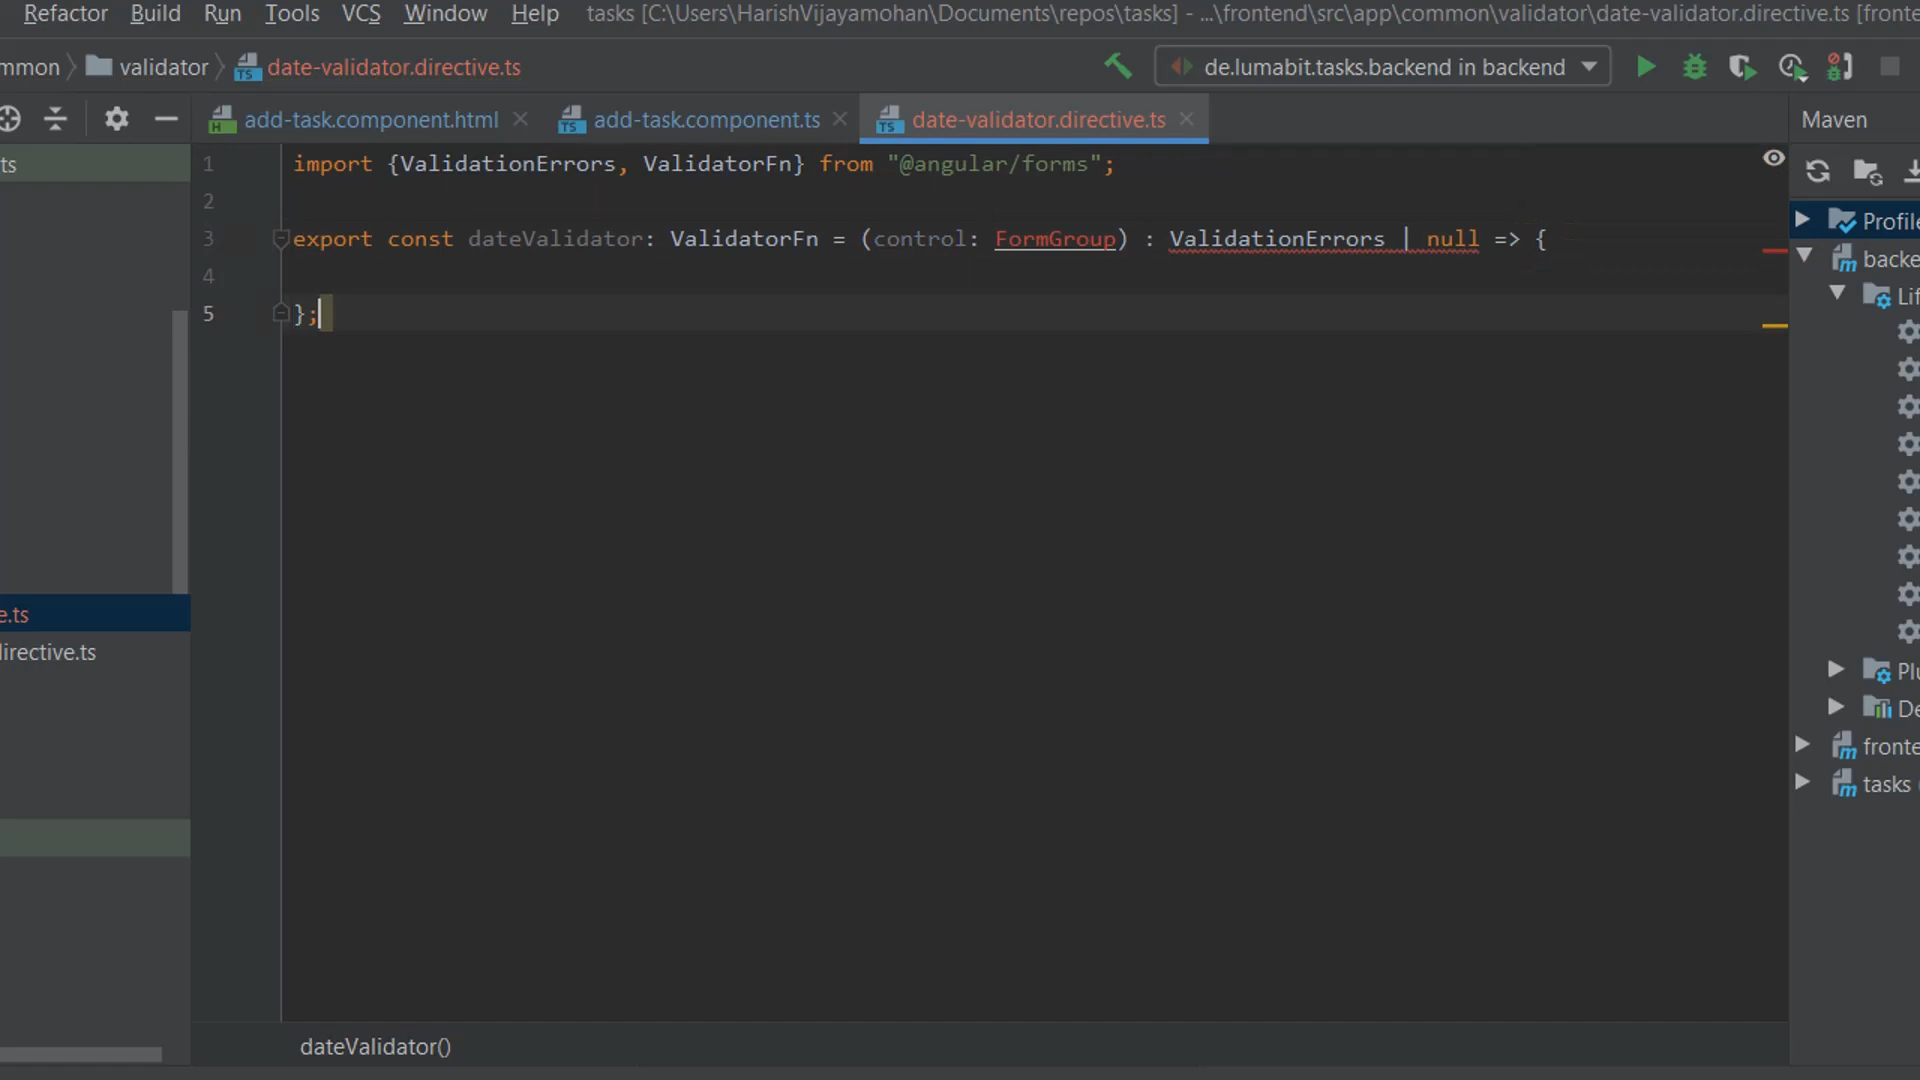 Refactor Build Run Tools VCS Window Help tasks [C:\Users\HarishVijayamohan\Documents\repos\tasks] - ...\frontend\src\app\common\validator\date-validator.directive.ts [fronte
mmon validator date-validator.directive.ts de.lumabit.tasks.backend in backend
add-task.component.html add-task.component.ts date-validator.directive.ts Maven
ts
1 import {ValidationErrors, ValidatorFn} from "@angular/forms";
2
3 export const dateValidator: ValidatorFn = (control: FormGroup) : ValidationErrors | null => {
4
5 };
Profile
backe
Lif
e.ts
directive.ts
Plu
De
fronte
tasks
dateValidator()